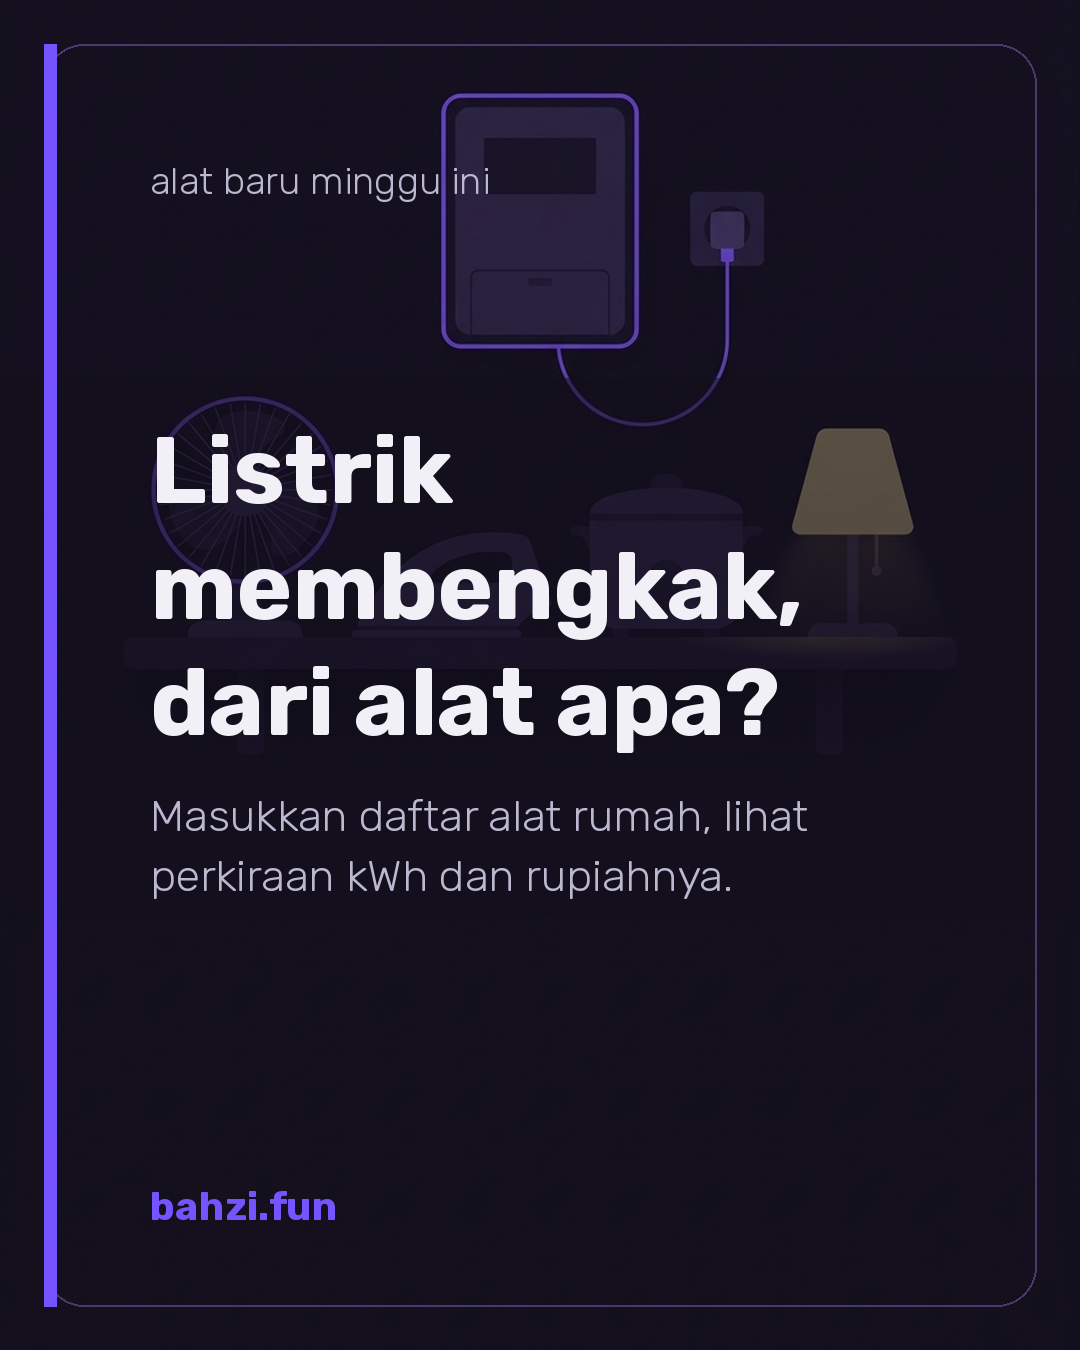 alat baru minggu ini
Listrik
membengkak,
dari alat apa?
Masukkan daftar alat rumah, lihat
perkiraan kWh dan rupiahnya.
bahzi.fun